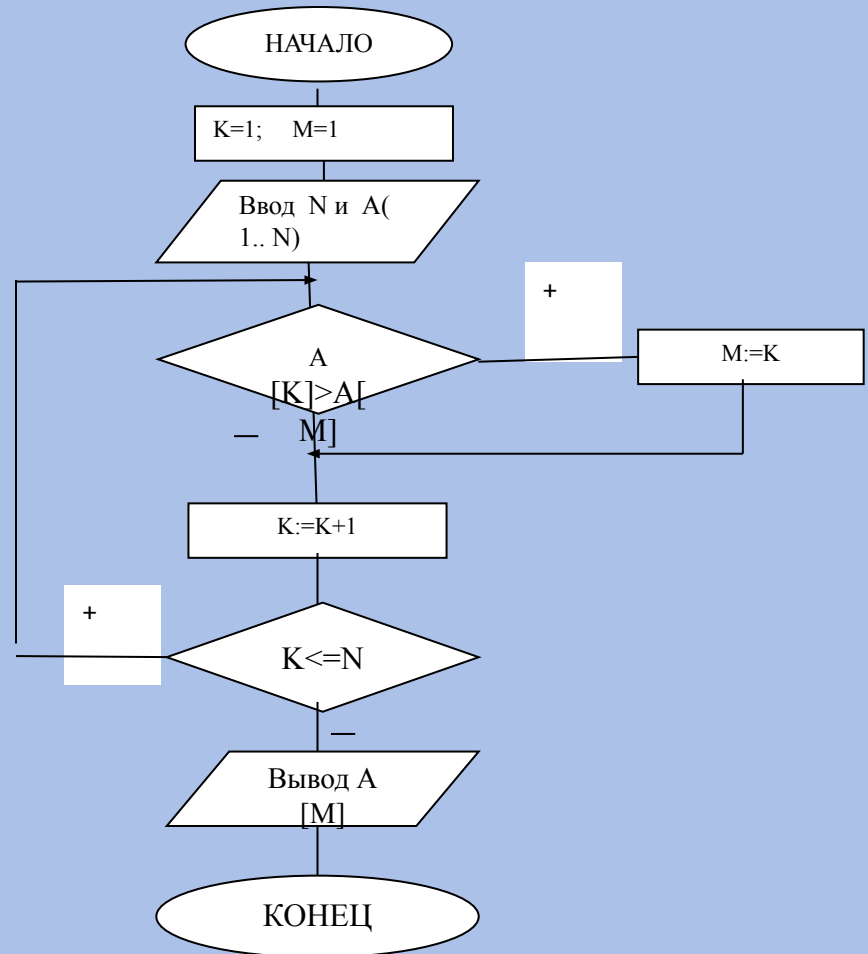 НАЧАЛО
K=1; M=1
Ввод N и A(
1.. N)
+
A
[K]>A[
M]
—
M:=K
K:=K+1
+
K<=N
—
Вывод A
[M]
КОНЕЦ